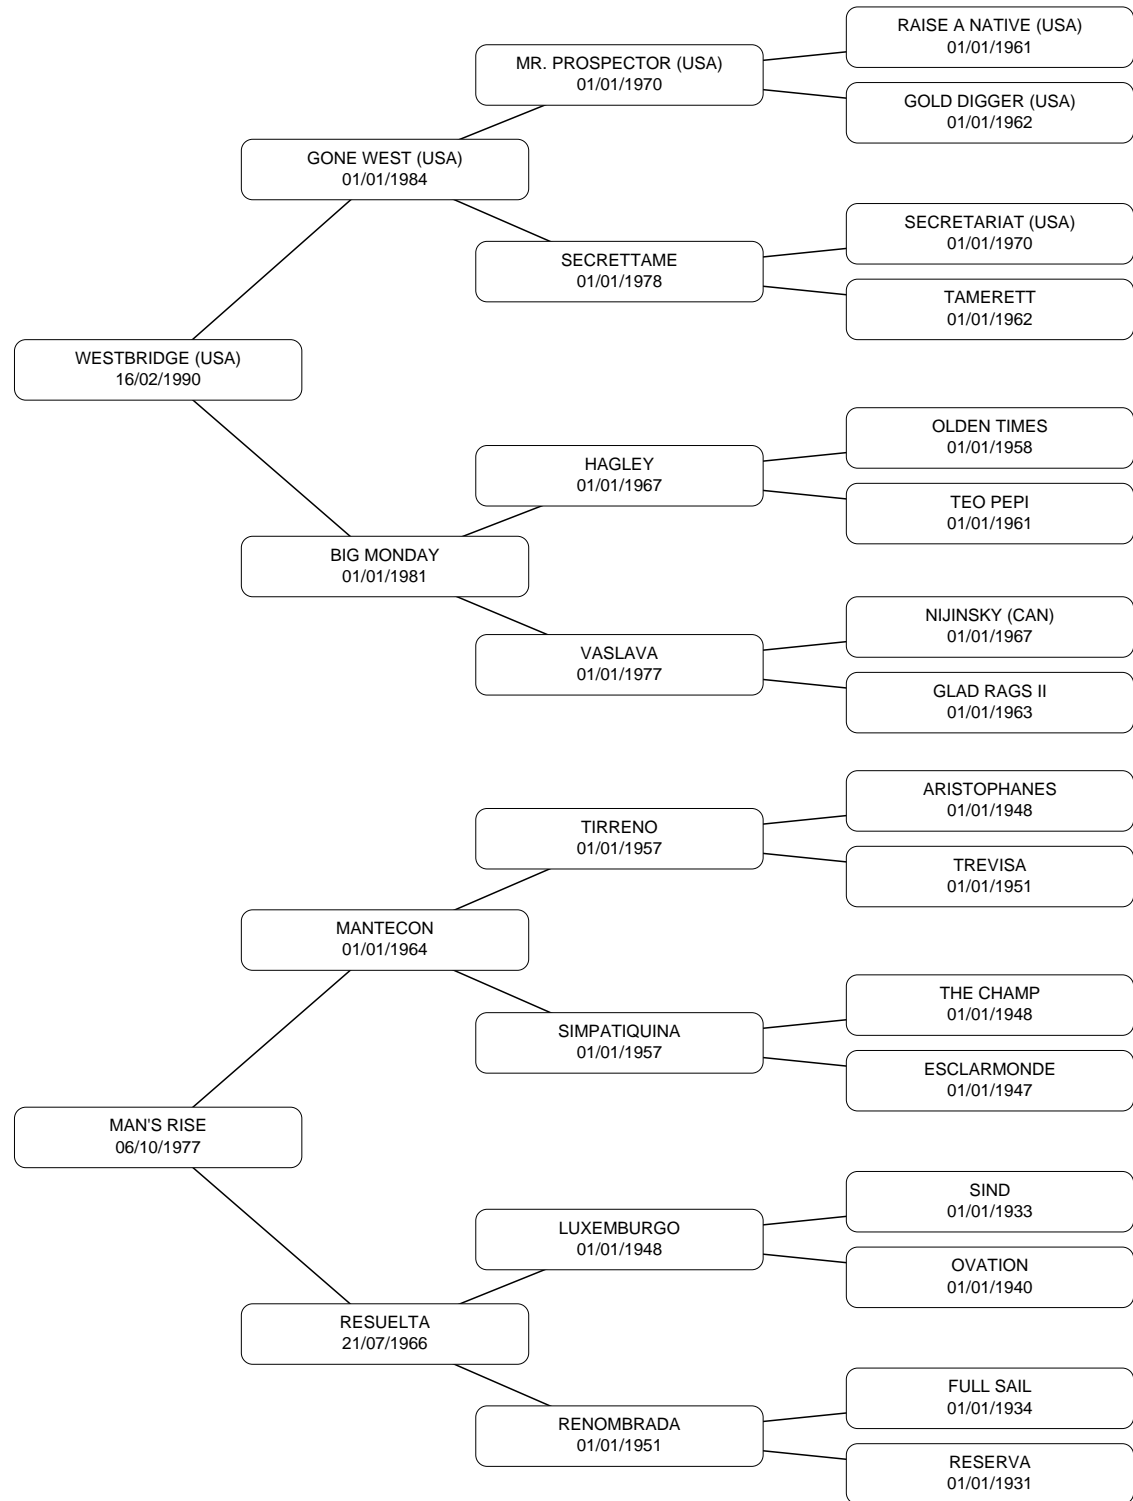 RAISE A NATIVE (USA)
01/01/1961
MR. PROSPECTOR (USA)
01/01/1970
GOLD DIGGER (USA)
01/01/1962
GONE WEST (USA)
01/01/1984
SECRETARIAT (USA)
01/01/1970
SECRETTAME
01/01/1978
TAMERETT
01/01/1962
WESTBRIDGE (USA)
16/02/1990
OLDEN TIMES
01/01/1958
HAGLEY
01/01/1967
TEO PEPI
01/01/1961
BIG MONDAY
01/01/1981
NIJINSKY (CAN)
01/01/1967
VASLAVA
01/01/1977
GLAD RAGS II
01/01/1963
ARISTOPHANES
01/01/1948
TIRRENO
01/01/1957
TREVISA
01/01/1951
MANTECON
01/01/1964
THE CHAMP
01/01/1948
SIMPATIQUINA
01/01/1957
ESCLARMONDE
01/01/1947
MAN'S RISE
06/10/1977
SIND
01/01/1933
LUXEMBURGO
01/01/1948
OVATION
01/01/1940
RESUELTA
21/07/1966
FULL SAIL
01/01/1934
RENOMBRADA
01/01/1951
RESERVA
01/01/1931